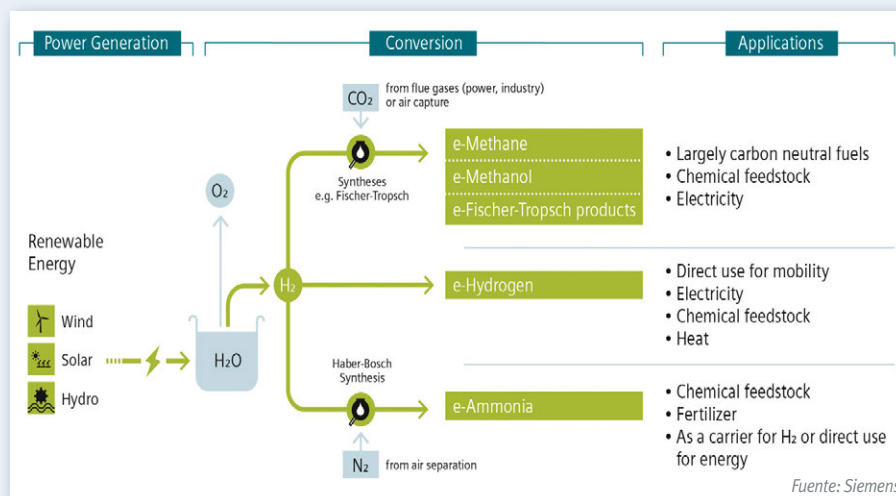 Power Generation
Conversion
Applications
CO₂
from flue gases (power, industry)
or air capture
Syntheses
e.g. Fischer-Tropsch
e-Methane
e-Methanol
e-Fischer-Tropsch products
• Largely carbon neutral fuels
• Chemical feedstock
• Electricity
O₂
Renewable
Energy
Wind
Solar
Hydro
H₂O
H₂
e-Hydrogen
• Direct use for mobility
• Electricity
• Chemical feedstock
• Heat
Haber-Bosch
Synthesis
e-Ammonia
N₂
from air separation
• Chemical feedstock
• Fertilizer
• As a carrier for H₂ or direct use
for energy
Fuente: Siemens